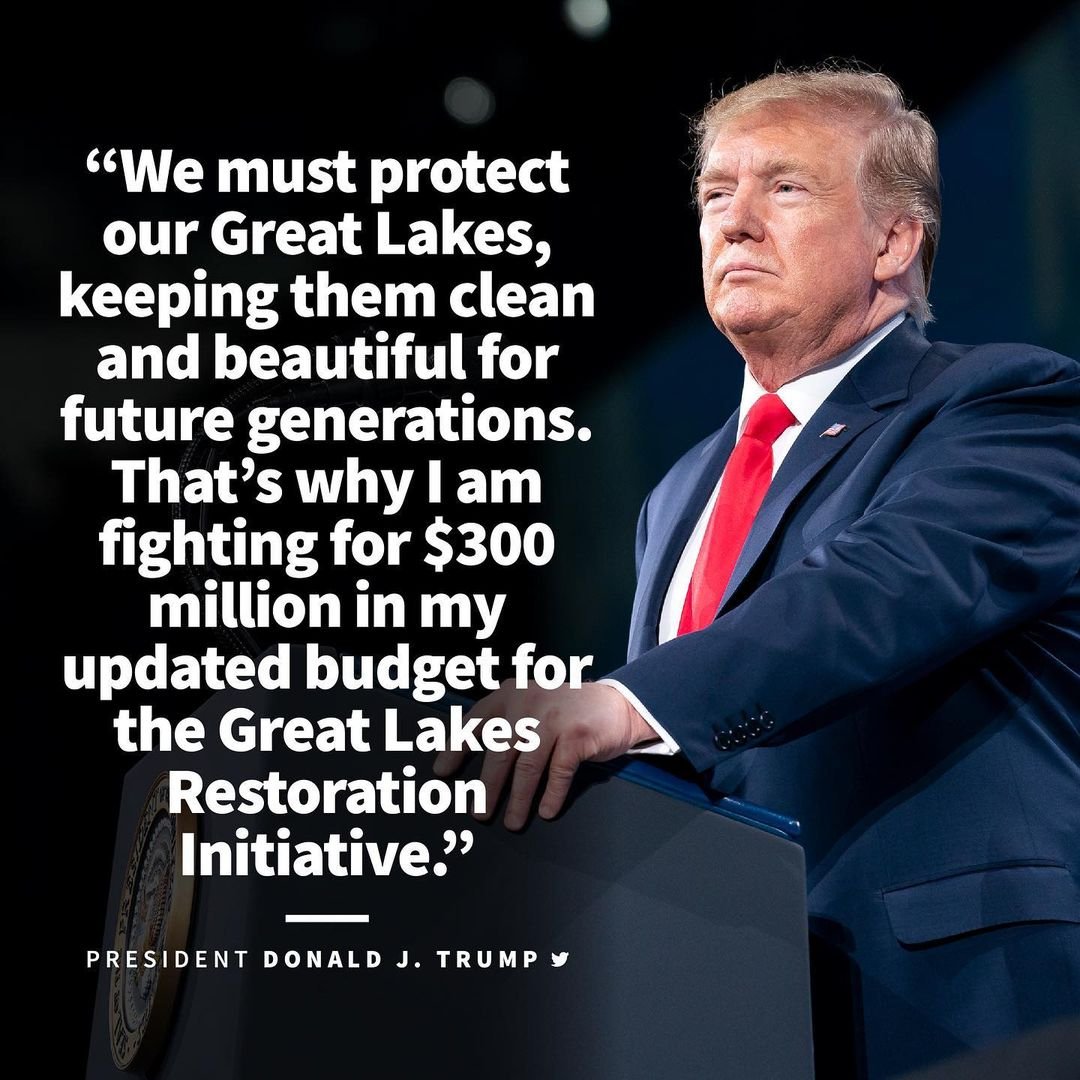 “We must protect
our Great Lakes,
keeping them clean
and beautiful for
future generations.
That’s why I am
fighting for $300
million in my
updated budget for
the Great Lakes
Restoration
Initiative.”
PRESIDENT DONALD J. TRUMP